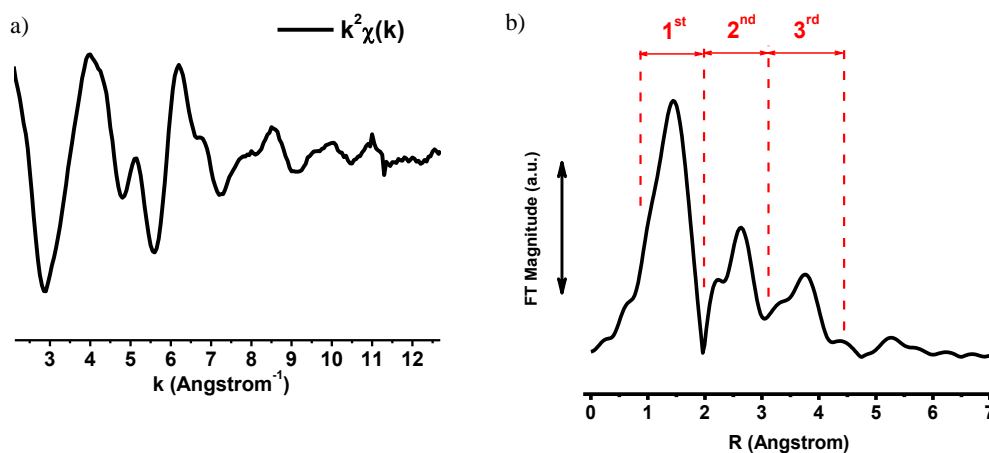 a)
k²χ(k)
3 4 5 6 7 8 9 10 11 12
k (Angstrom⁻¹)
b)
1ˢᵗ 2ⁿᵈ 3ʳᵈ
FT Magnitude (a.u.)
0 1 2 3 4 5 6 7
R (Angstrom)